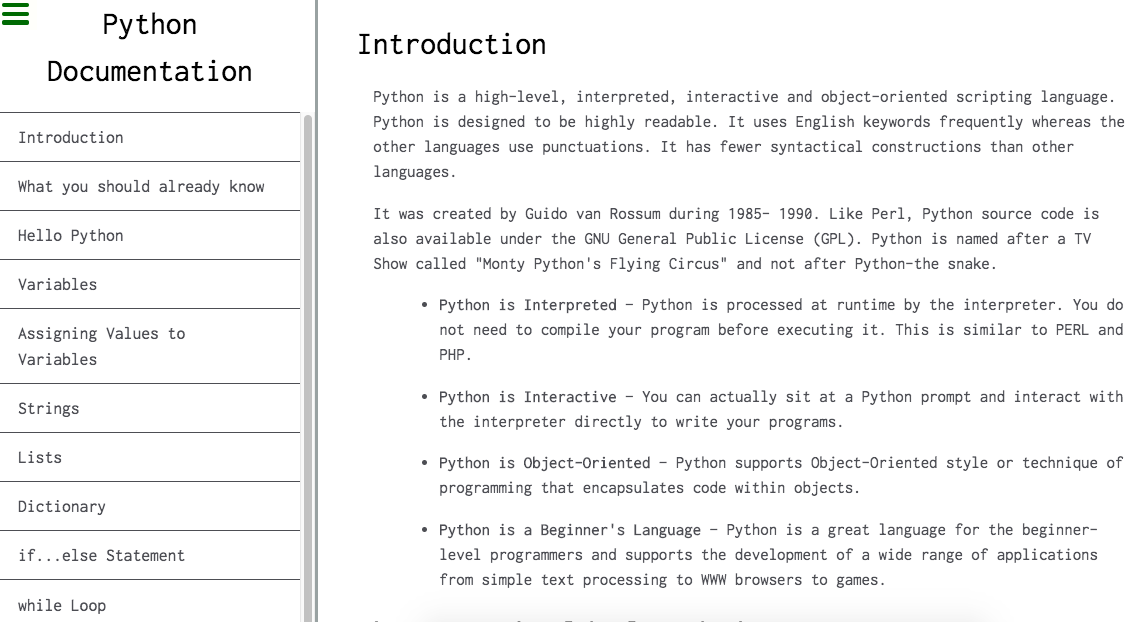 Python
Documentation
Introduction
What you should already know
Hello Python
Variables
Assigning Values to
Variables
Strings
Lists
Dictionary
if...else Statement
while Loop
Introduction
Python is a high-level, interpreted, interactive and object-oriented scripting language.
Python is designed to be highly readable. It uses English keywords frequently whereas the
other languages use punctuations. It has fewer syntactical constructions than other
languages.
It was created by Guido van Rossum during 1985- 1990. Like Perl, Python source code is
also available under the GNU General Public License (GPL). Python is named after a TV
Show called "Monty Python's Flying Circus" and not after Python-the snake.
• Python is Interpreted − Python is processed at runtime by the interpreter. You do
not need to compile your program before executing it. This is similar to PERL and
PHP.
• Python is Interactive − You can actually sit at a Python prompt and interact with
the interpreter directly to write your programs.
• Python is Object-Oriented − Python supports Object-Oriented style or technique of
programming that encapsulates code within objects.
• Python is a Beginner's Language − Python is a great language for the beginner-
level programmers and supports the development of a wide range of applications
from simple text processing to WWW browsers to games.